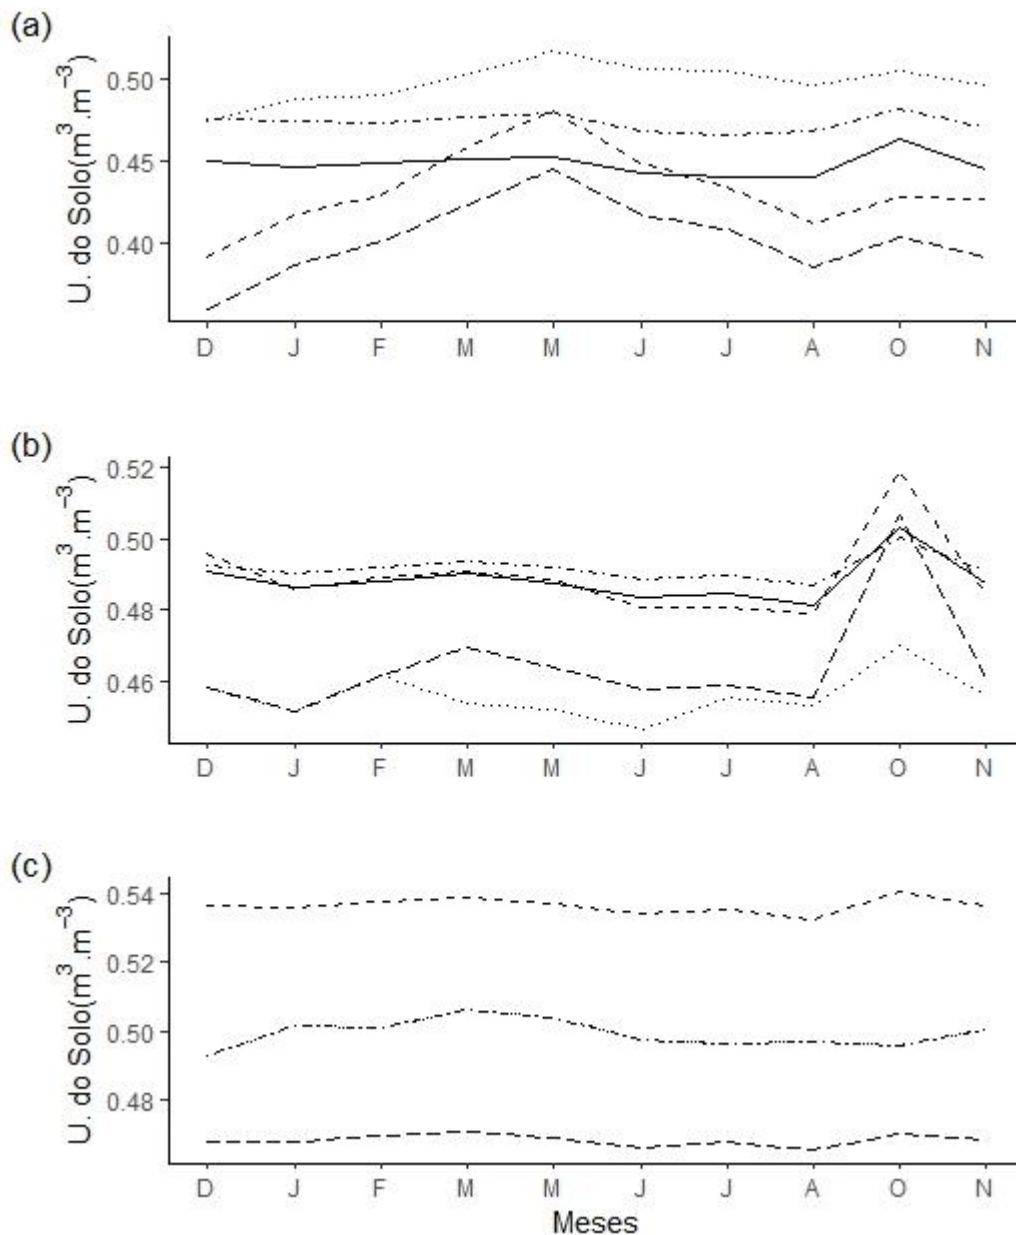 (a)
U. do Solo(m³.m⁻³)
0.50
0.45
0.40
D J F M M J J A O N
(b)
U. do Solo(m³.m⁻³)
0.52
0.50
0.48
0.46
D J F M M J J A O N
(c)
U. do Solo(m³.m⁻³)
0.54
0.52
0.50
0.48
D J F M M J J A O N
Meses